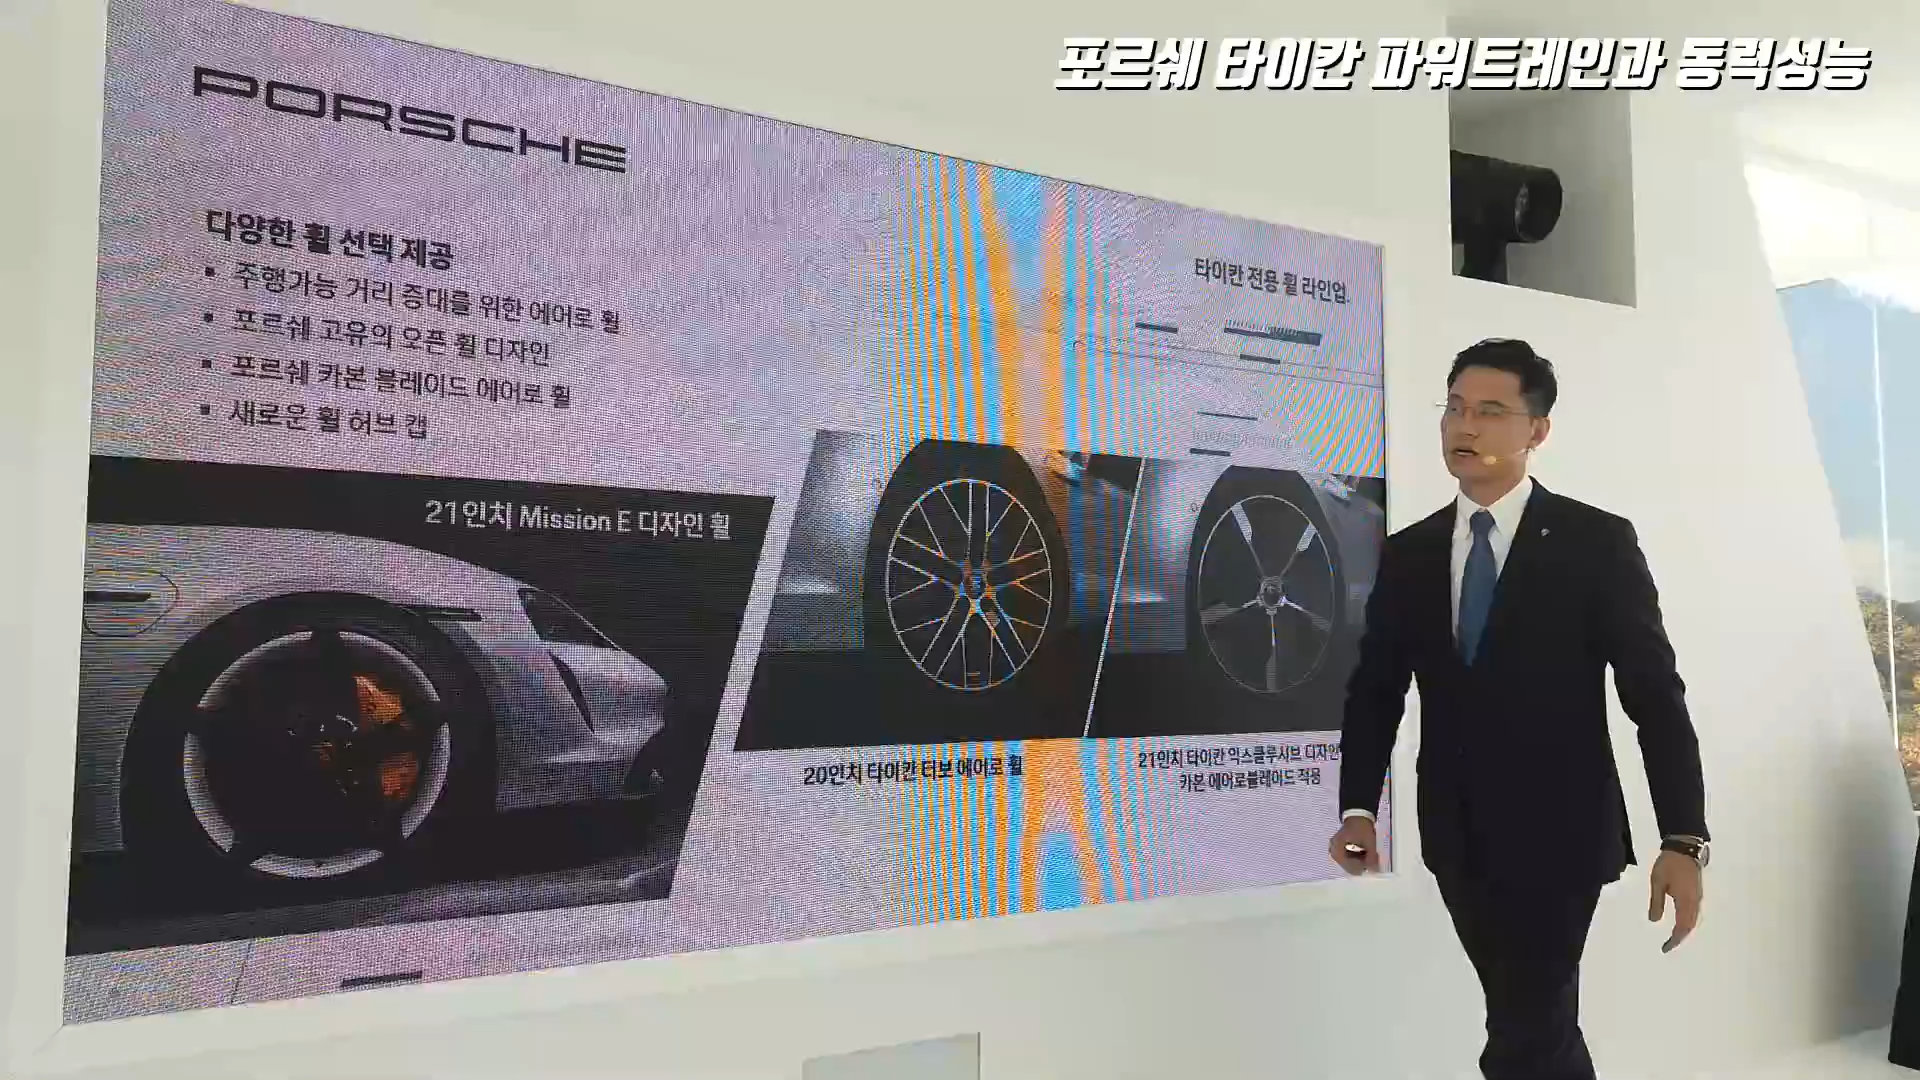 포르쉐 타이칸 파워트레인과 동력성능
PORSCHE
다양한 휠 선택 제공
▪ 주행가능 거리 증대를 위한 에어로 휠
▪ 포르쉐 고유의 오픈 휠 디자인
▪ 포르쉐 카본 블레이드 에어로 휠
▪ 새로운 휠 허브 캡
타이칸 전용 휠 라인업.
21인치 Mission E 디자인 휠
20인치 타이칸 터보 에어로 휠
21인치 타이칸 익스클루시브 디자인
카본 에어로블레이드 적용